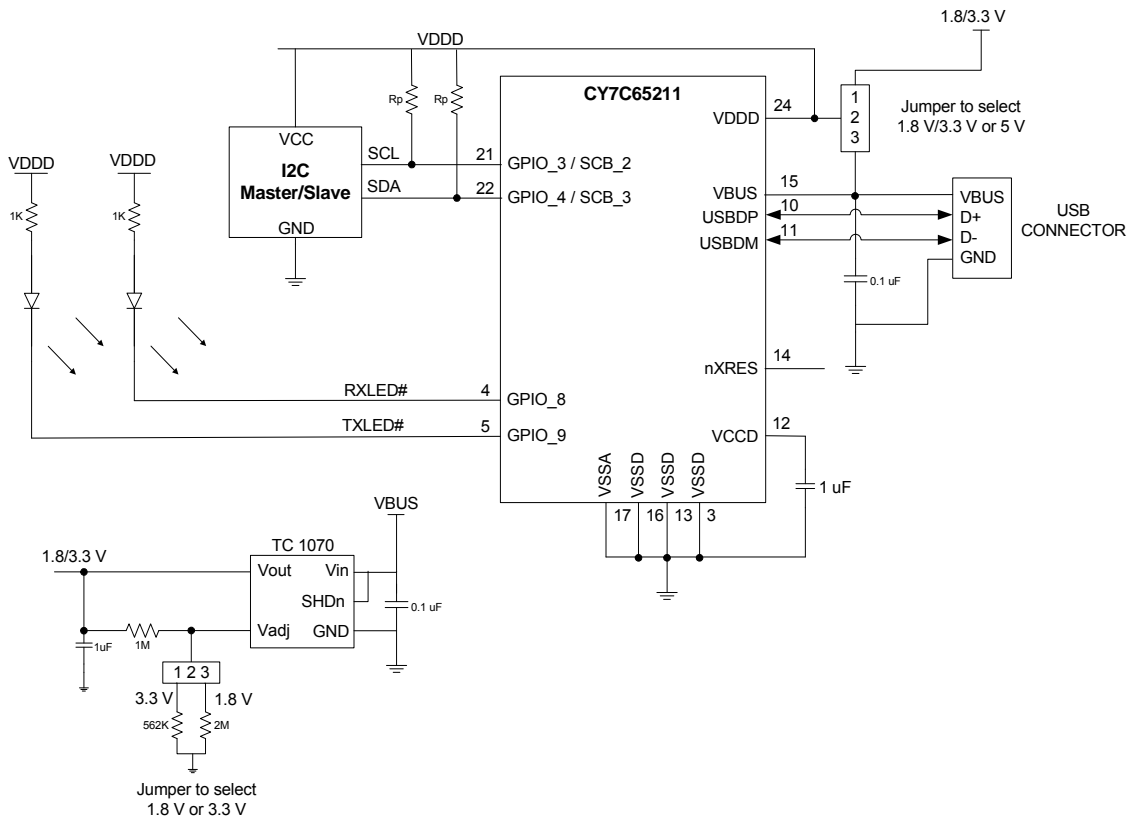 1.8/3.3 V
VDDD
CY7C65211
Rp
Rp
VDDD
24
1
2
3
Jumper to select
1.8 V/3.3 V or 5 V
VCC
I2C
Master/Slave
GND
SCL
21
GPIO_3 / SCB_2
SDA
22
GPIO_4 / SCB_3
VDDD
VDDD
1K
1K
VBUS
15
USBDP
10
USBDM
11
VBUS
D+
D-
GND
USB
CONNECTOR
0.1 uF
nXRES
14
RXLED#
4
GPIO_8
TXLED#
5
GPIO_9
VCCD
12
1 uF
VSSA
VSSD
VSSD
VSSD
17
16
13
3
VBUS
TC 1070
1.8/3.3 V
Vout
Vin
SHDn
0.1 uF
Vadj
GND
1uF
1M
1 2 3
3.3 V
1.8 V
562K
2M
Jumper to select
1.8 V or 3.3 V